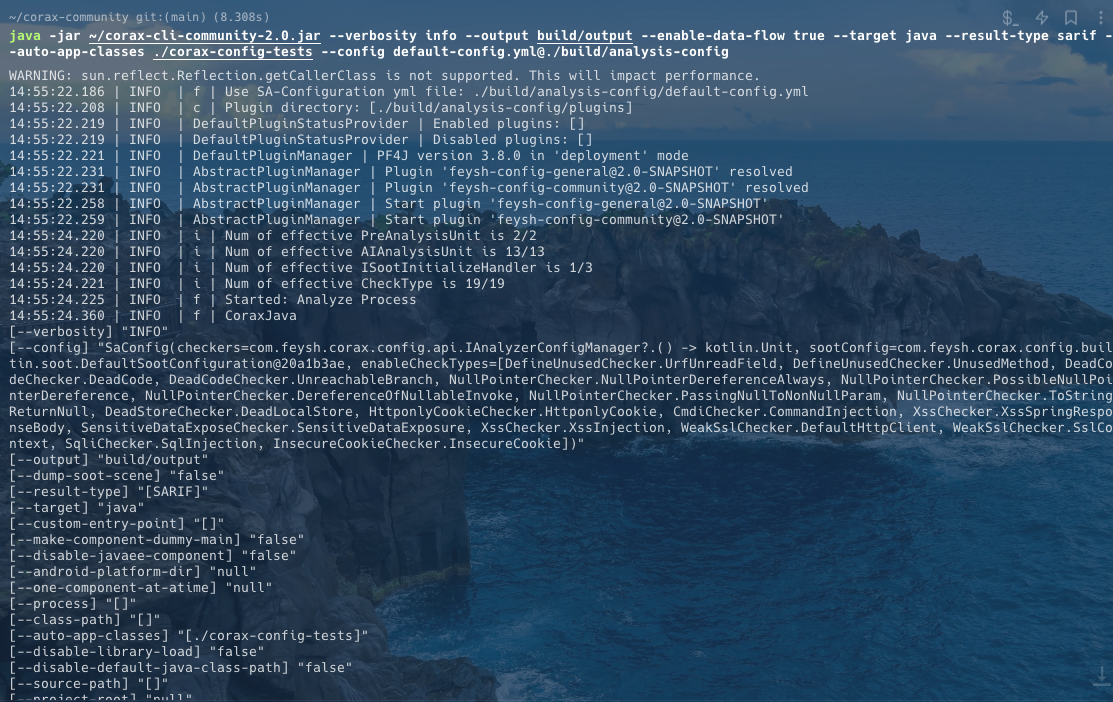 ~/corax-community git:(main) (8.308s)
java -jar ~/corax-cli-community-2.0.jar --verbosity info --output build/output --enable-data-flow true --target java --result-type sarif -
-auto-app-classes ./corax-config-tests --config default-config.yml@./build/analysis-config
WARNING: sun.reflect.Reflection.getCallerClass is not supported. This will impact performance.
14:55:22.186 | INFO  | f | Use SA-Configuration yml file: ./build/analysis-config/default-config.yml
14:55:22.208 | INFO  | c | Plugin directory: [./build/analysis-config/plugins]
14:55:22.219 | INFO  | DefaultPluginStatusProvider | Enabled plugins: []
14:55:22.219 | INFO  | DefaultPluginStatusProvider | Disabled plugins: []
14:55:22.221 | INFO  | DefaultPluginManager | PF4J version 3.8.0 in 'deployment' mode
14:55:22.231 | INFO  | AbstractPluginManager | Plugin 'feysh-config-general@2.0-SNAPSHOT' resolved
14:55:22.231 | INFO  | AbstractPluginManager | Plugin 'feysh-config-community@2.0-SNAPSHOT' resolved
14:55:22.258 | INFO  | AbstractPluginManager | Start plugin 'feysh-config-general@2.0-SNAPSHOT'
14:55:22.259 | INFO  | AbstractPluginManager | Start plugin 'feysh-config-community@2.0-SNAPSHOT'
14:55:24.220 | INFO  | i | Num of effective PreAnalysisUnit is 2/2
14:55:24.220 | INFO  | i | Num of effective AIAnalysisUnit is 13/13
14:55:24.220 | INFO  | i | Num of effective ISootInitializeHandler is 1/3
14:55:24.221 | INFO  | i | Num of effective CheckType is 19/19
14:55:24.225 | INFO  | f | Started: Analyze Process
14:55:24.360 | INFO  | f | CoraxJava
[--verbosity] "INFO"
[--config] "SaConfig(checkers=com.feysh.corax.config.api.IAnalyzerConfigManager?.() -> kotlin.Unit, sootConfig=com.feysh.corax.config.buil
tin.soot.DefaultSootConfiguration@20a1b3ae, enableCheckTypes=[DefineUnusedChecker.UrfUnreadField, DefineUnusedChecker.UnusedMethod, DeadCo
deChecker.DeadCode, DeadCodeChecker.UnreachableBranch, NullPointerChecker.NullPointerDereferenceAlways, NullPointerChecker.PossibleNullPoi
nterDereference, NullPointerChecker.DereferenceOfNullableInvoke, NullPointerChecker.PassingNullToNonNullParam, NullPointerChecker.ToString
ReturnNull, DeadStoreChecker.DeadLocalStore, HttponlyCookieChecker.HttponlyCookie, CmdiChecker.CommandInjection, XssChecker.XssSpringRespo
nseBody, SensitiveDataExposeChecker.SensitiveDataExposure, XssChecker.XssInjection, WeakSslChecker.DefaultHttpClient, WeakSslChecker.SslCo
ntext, SqliChecker.SqlInjection, InsecureCookieChecker.InsecureCookie])"
[--output] "build/output"
[--dump-soot-scene] "false"
[--result-type] "[SARIF]"
[--target] "java"
[--custom-entry-point] "[]"
[--make-component-dummy-main] "false"
[--disable-javaee-component] "false"
[--android-platform-dir] "null"
[--one-component-at-atime] "null"
[--process] "[]"
[--class-path] "[]"
[--auto-app-classes] "[./corax-config-tests]"
[--disable-library-load] "false"
[--disable-default-java-class-path] "false"
[--source-path] "[]"
[--project-root] "null"